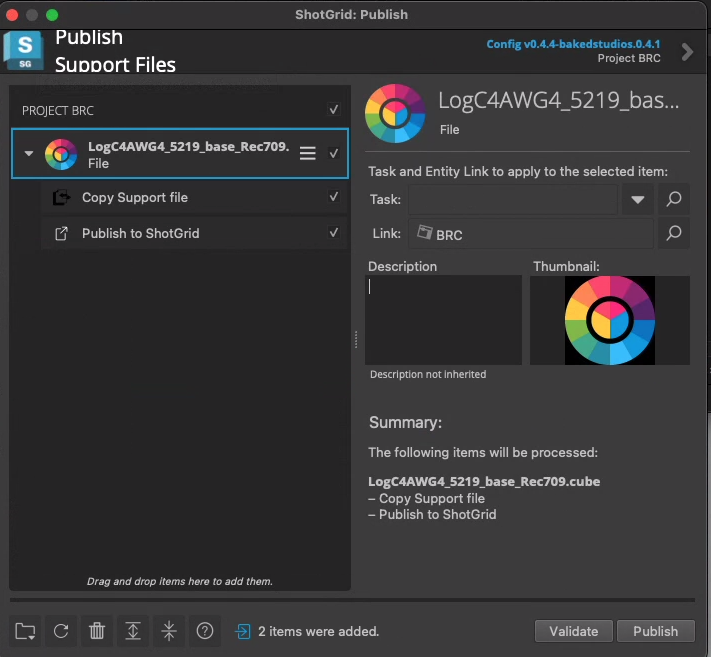 ShotGrid: Publish
S
SG
Publish
Support Files
Config v0.4.4-bakedstudios.0.4.1
Project BRC
PROJECT BRC
LogC4AWG4_5219_base_Rec709.
File
Copy Support file
Publish to ShotGrid
Drag and drop items here to add them.
LogC4AWG4_5219_bas...
File
Task and Entity Link to apply to the selected item:
Task:
Link:
BRC
Description
Thumbnail:
Description not inherited
Summary:
The following items will be processed:
LogC4AWG4_5219_base_Rec709.cube
– Copy Support file
– Publish to ShotGrid
2 items were added.
Validate
Publish